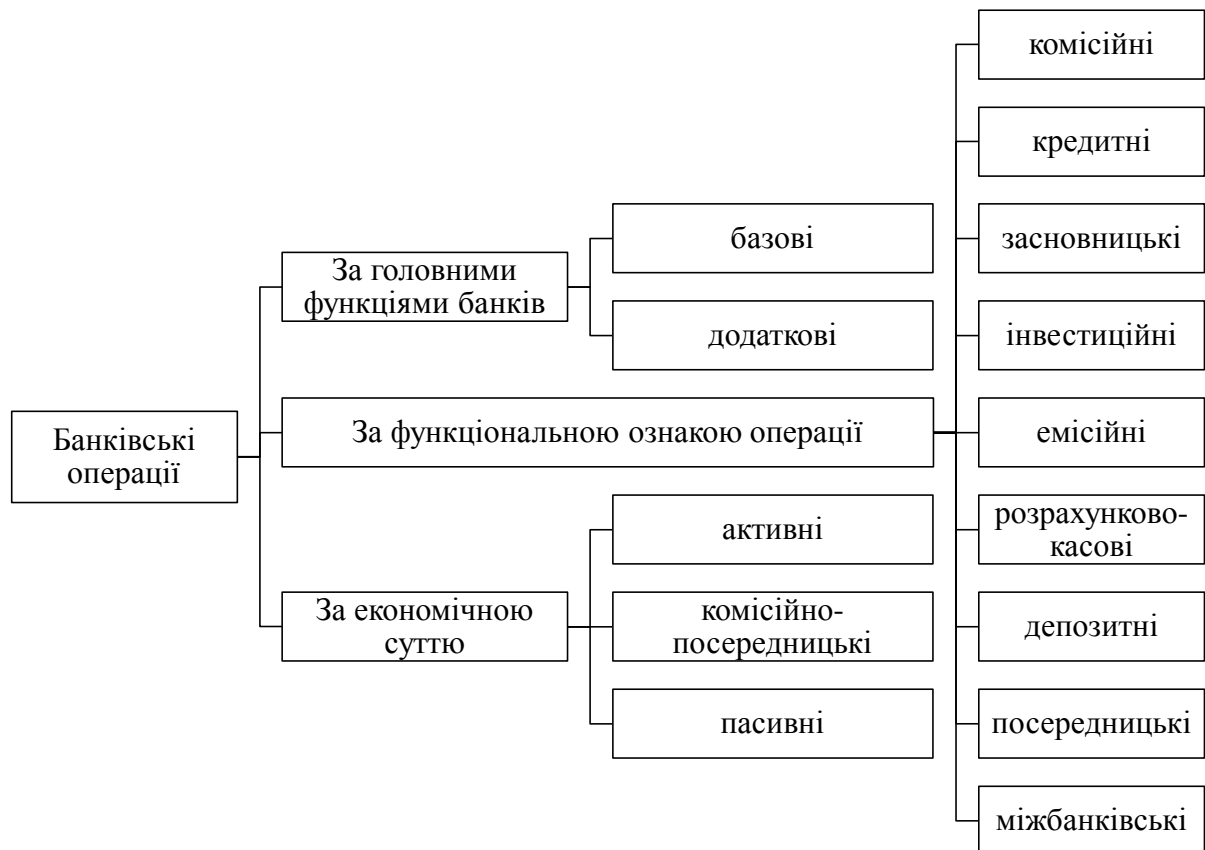 Банківські
операції
За головними
функціями банків
базові
додаткові
За функціональною ознакою операції
комісійні
кредитні
засновницькі
інвестиційні
емісійні
розрахунково-
касові
депозитні
посередницькі
міжбанківські
За економічною
суттю
активні
комісійно-
посередницькі
пасивні